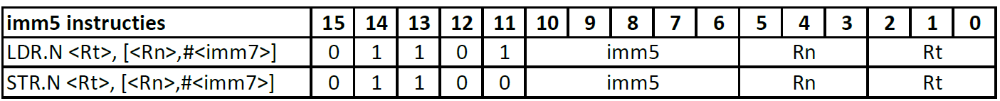 imm5 instructies 15 14 13 12 11 10 9 8 7 6 5 4 3 2 1 0
LDR.N <Rt>, [<Rn>,#<imm7>] 0 1 1 0 1 imm5 Rn Rt
STR.N <Rt>, [<Rn>,#<imm7>] 0 1 1 0 0 imm5 Rn Rt